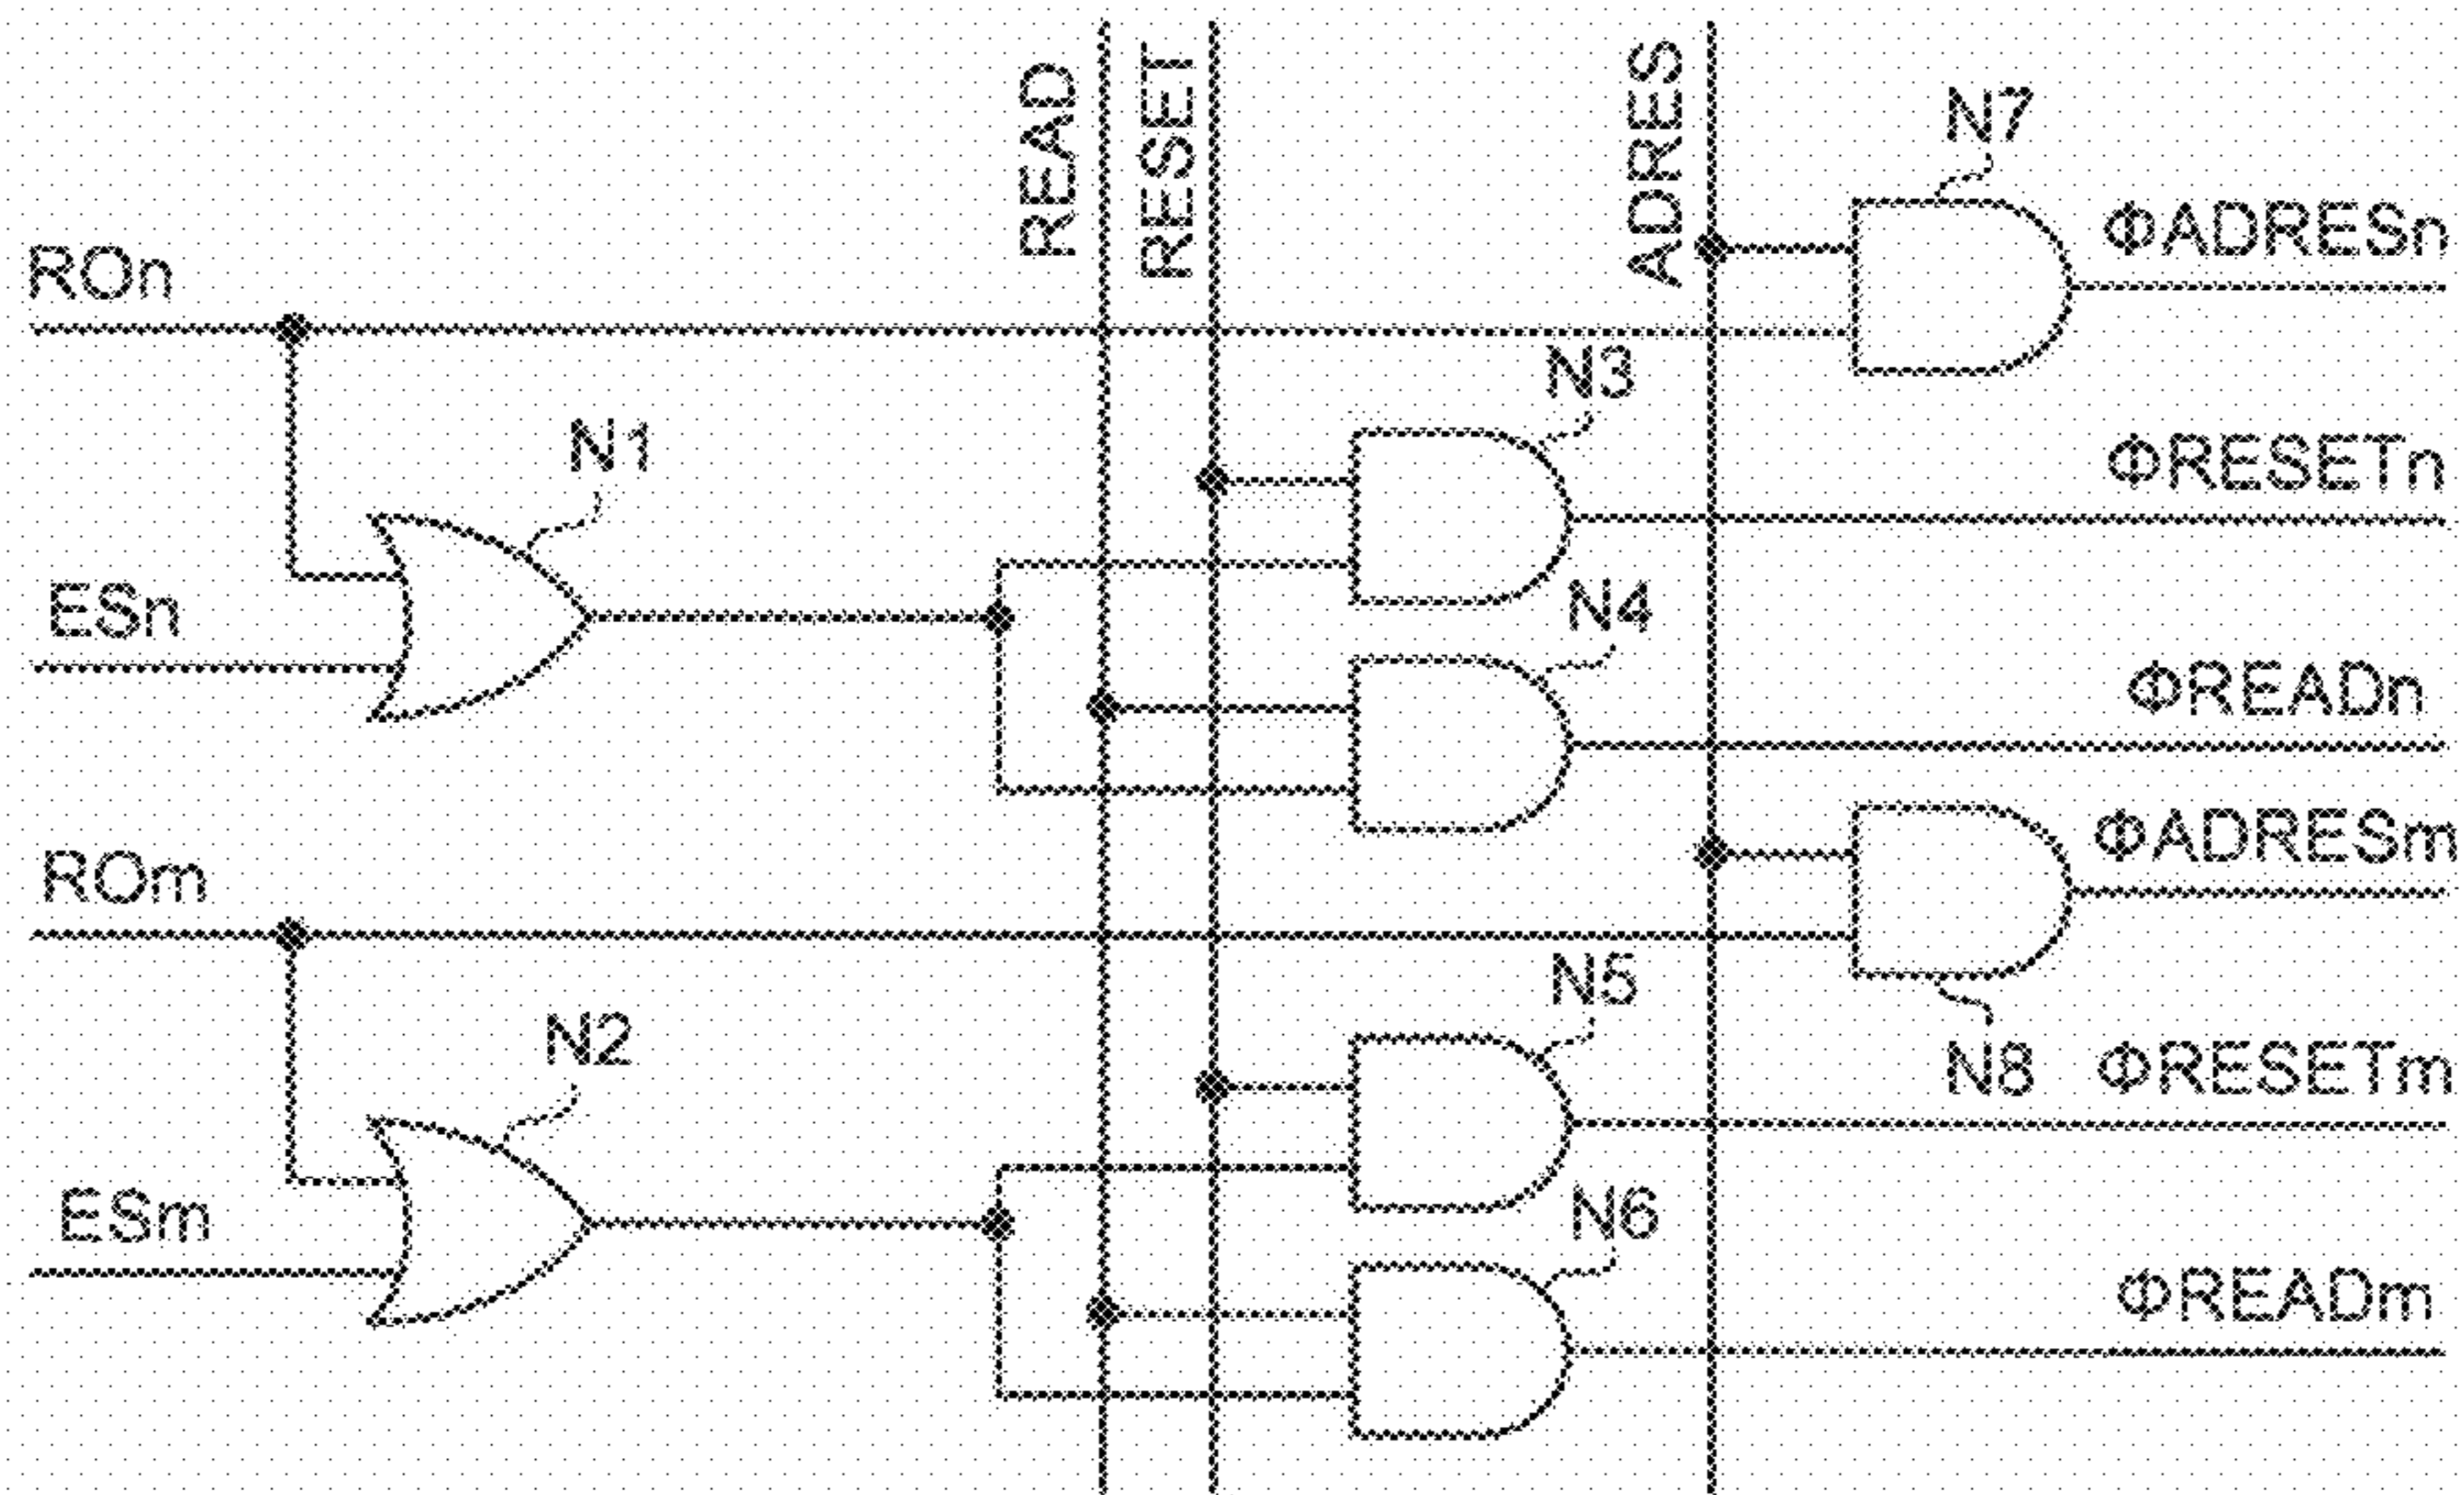 READ
RESET
ADRES
N7
ΦADRESn
ROn
N3
N1
ΦRESETn
ESn
N4
ΦREADn
ΦADRESm
ROm
N5
N2
N8
ΦRESETm
ESm
N6
ΦREADm